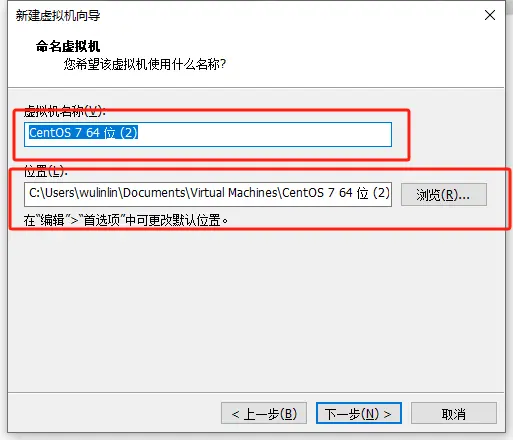 新建虚拟机向导
命名虚拟机
您希望该虚拟机使用什么名称?
虚拟机名称(V):
CentOS 7 64 位 (2)
位置(L):
C:\Users\wulinlin\Documents\Virtual Machines\CentOS 7 64 位 (2)
浏览(R)...
在“编辑”>“首选项”中可更改默认位置。
< 上一步(B) 下一步(N) > 取消